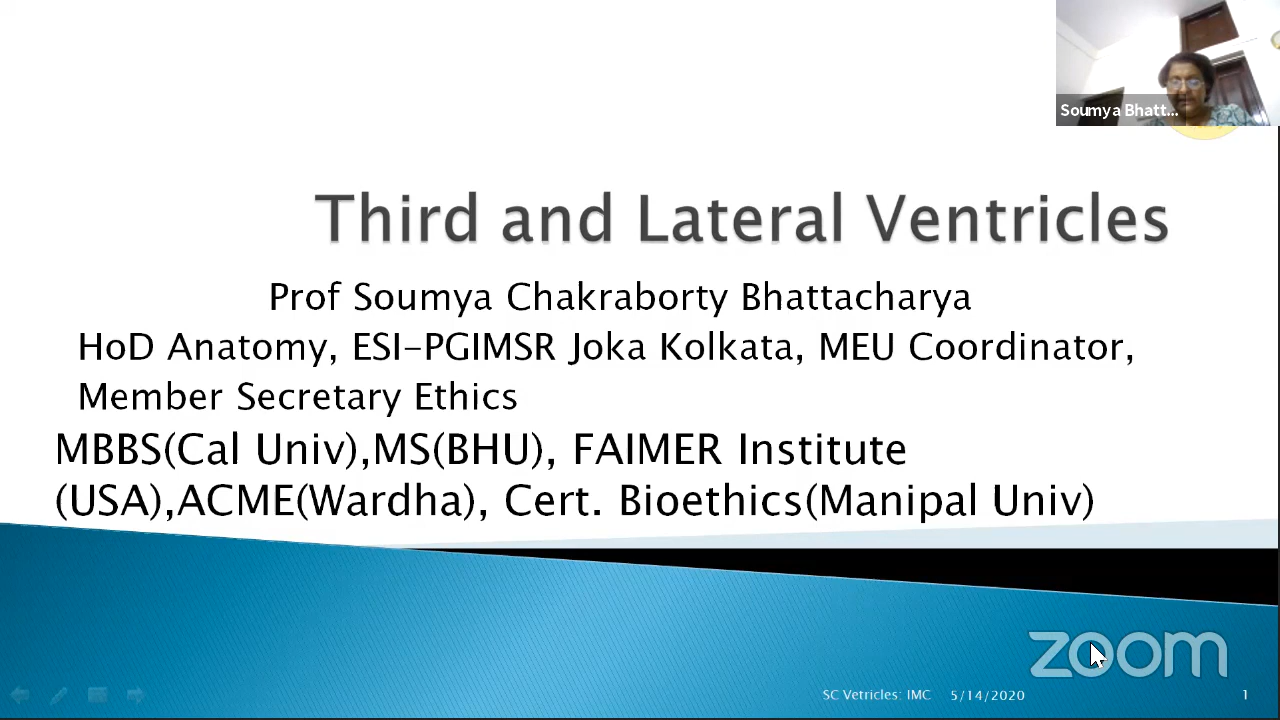 Soumya Bhatt...
Third and Lateral Ventricles
Prof Soumya Chakraborty Bhattacharya
HoD Anatomy, ESI-PGIMSR Joka Kolkata, MEU Coordinator,
Member Secretary Ethics
MBBS(Cal Univ),MS(BHU), FAIMER Institute
(USA),ACME(Wardha), Cert. Bioethics(Manipal Univ)
zoom
SC Vetricles: IMC 5/14/2020 1